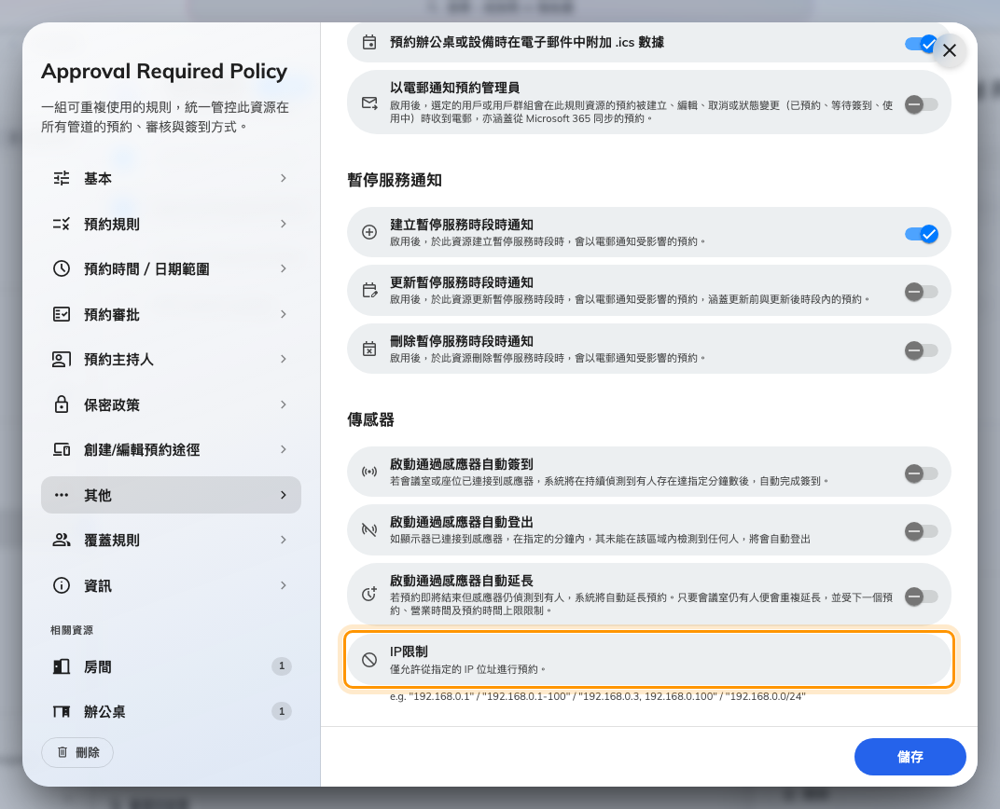 Approval Required Policy
一組可重複使用的規則，統一管控此資源在
所有管道的預約、審核與簽到方式。
基本
預約規則
預約時間 / 日期範圍
預約審批
預約主持人
保密政策
創建/編輯預約途徑
其他
覆蓋規則
資訊
相關資源
房間 1
辦公桌 1
刪除
預約辦公桌或設備時在電子郵件中附加 .ics 數據
以電郵通知預約管理員
啟用後，選定的用戶或用戶群組會在此規則資源的預約被建立、編輯、取消或狀態變更（已預約、等待簽到、使
用中）時收到電郵，亦涵蓋從 Microsoft 365 同步的預約。
暫停服務通知
建立暫停服務時段時通知
啟用後，於此資源建立暫停服務時段時，會以電郵通知受影響的預約。
更新暫停服務時段時通知
啟用後，於此資源更新暫停服務時段時，會以電郵通知受影響的預約，涵蓋更新前與更新後時段內的預約。
刪除暫停服務時段時通知
啟用後，於此資源刪除暫停服務時段時，會以電郵通知受影響的預約。
傳感器
啟動通過感應器自動簽到
若會議室或座位已連接到感應器，系統將在持續偵測到有人存在達指定分鐘數後，自動完成簽到。
啟動通過感應器自動登出
如顯示器已連接到感應器，在指定的分鐘內，其未能在該區域內檢測到任何人，將會自動登出
啟動通過感應器自動延長
若預約即將結束但感應器仍偵測到有人，系統將自動延長預約。只要會議室仍有人便會重複延長，並受下一個預
約、營業時間及預約時間上限限制。
IP限制
僅允許從指定的 IP 位址進行預約。
e.g. "192.168.0.1" / "192.168.0.1-100" / "192.168.0.3, 192.168.0.100" / "192.168.0.0/24"
儲存